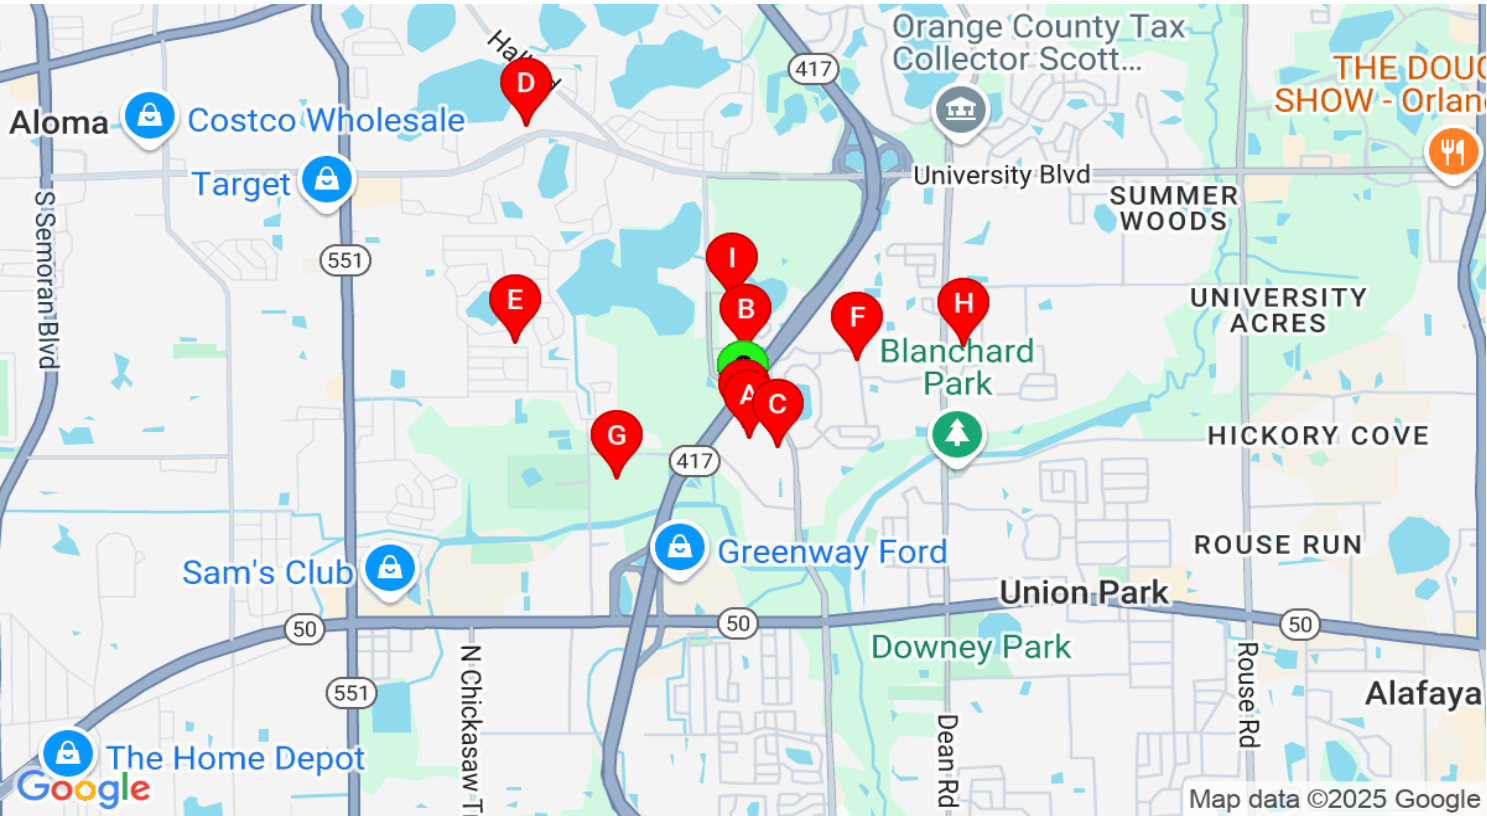 Orange County Tax
Collector Scott...
417
THE DOUG
SHOW - Orlan
D
Aloma
Costco Wholesale
Target
University Blvd
SUMMER
WOODS
S Semoran Blvd
551
I
E
B
F
H
UNIVERSITY
ACRES
Blanchard
Park
A
C
G
HICKORY COVE
417
Sam's Club
Greenway Ford
ROUSE RUN
Union Park
50
50
50
Downey Park
551
N Chickasaw
Dean Rd
Rouse Rd
Alafaya
The Home Depot
Google
Map data ©2025 Google